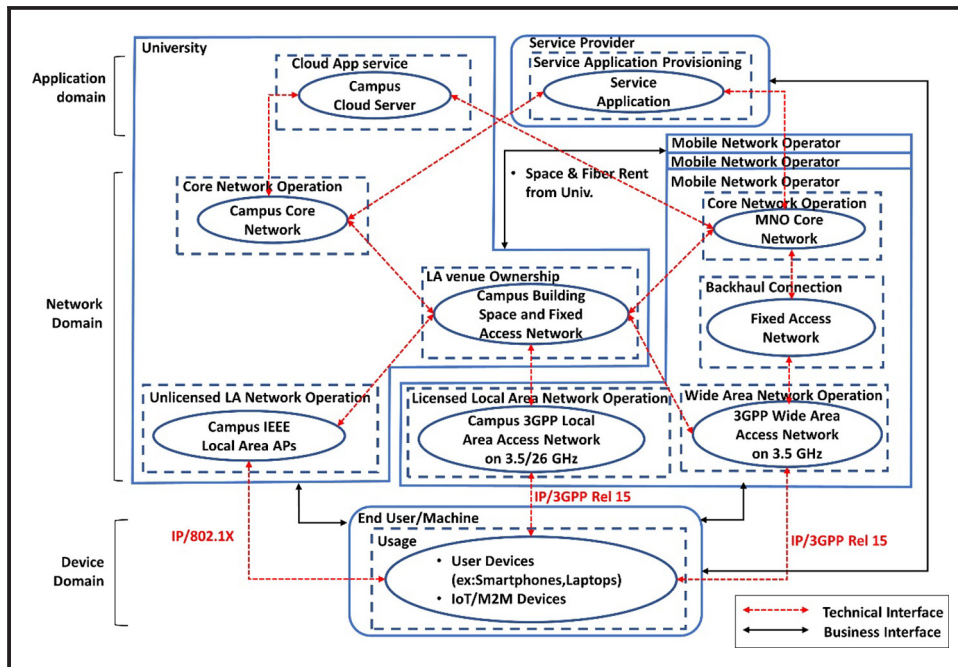 University
Service Provider
Cloud App service
Service Application Provisioning
Application
domain
Campus
Cloud Server
Service
Application
Mobile Network Operator
Mobile Network Operator
Mobile Network Operator
• Space & Fiber Rent
from Univ.
Core Network Operation
Campus Core
Network
Core Network Operation
MNO Core
Network
LA venue Ownership
Campus Building
Space and Fixed
Access Network
Backhaul Connection
Fixed Access
Network
Network
Domain
Unlicensed LA Network Operation
Campus IEEE
Local Area APs
Licensed Local Area Network Operation
Campus 3GPP Local
Area Access Network
on 3.5/26 GHz
Wide Area Network Operation
3GPP Wide Area
Access Network
on 3.5 GHz
IP/3GPP Rel 15
IP/802.1X
IP/3GPP Rel 15
End User/Machine
Usage
• User Devices
(ex:Smartphones,Laptops)
• IoT/M2M Devices
Device
Domain
Technical Interface
Business Interface